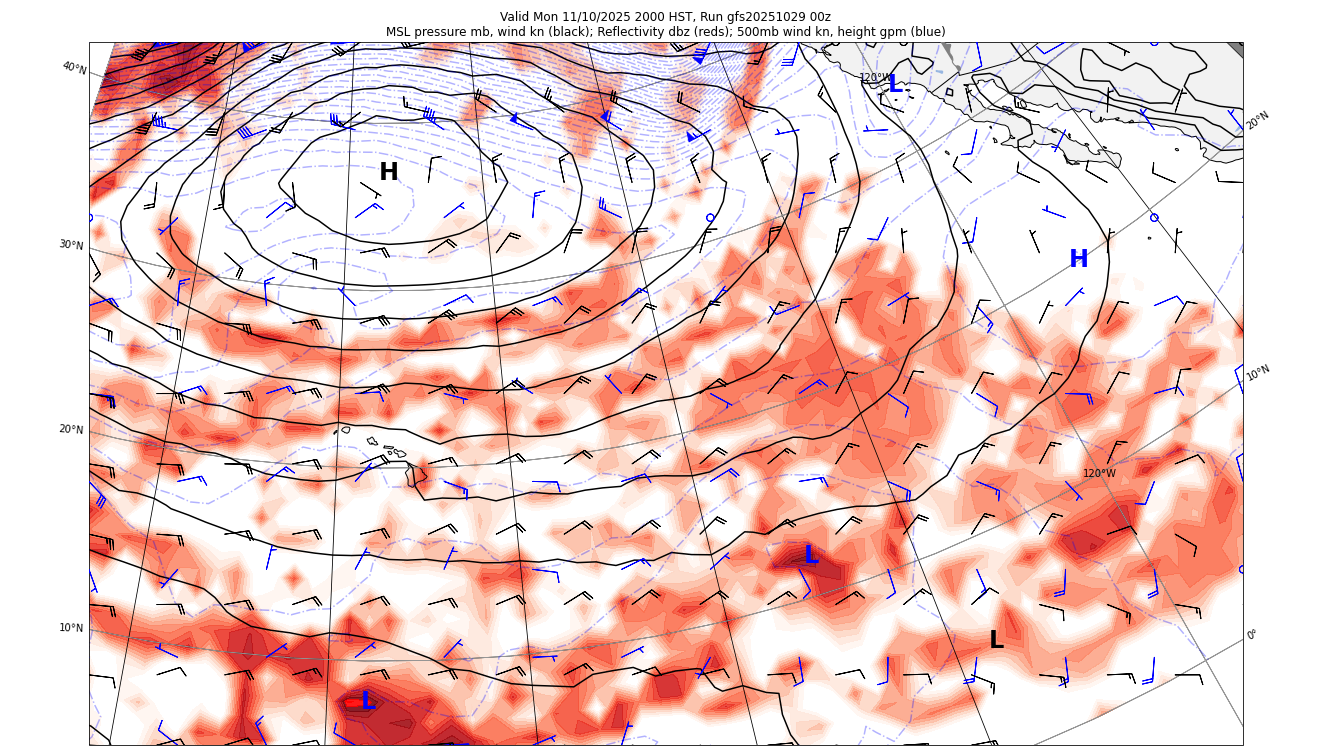 Valid Mon 11/10/2025 2000 HST, Run gfs20251029 00z
MSL pressure mb, wind kn (black); Reflectivity dbz (reds); 500mb wind kn, height gpm (blue)
40°N
120°W
L
20°N
H
30°N
H
10°N
20°N
120°W
L
10°N
L
0°
L